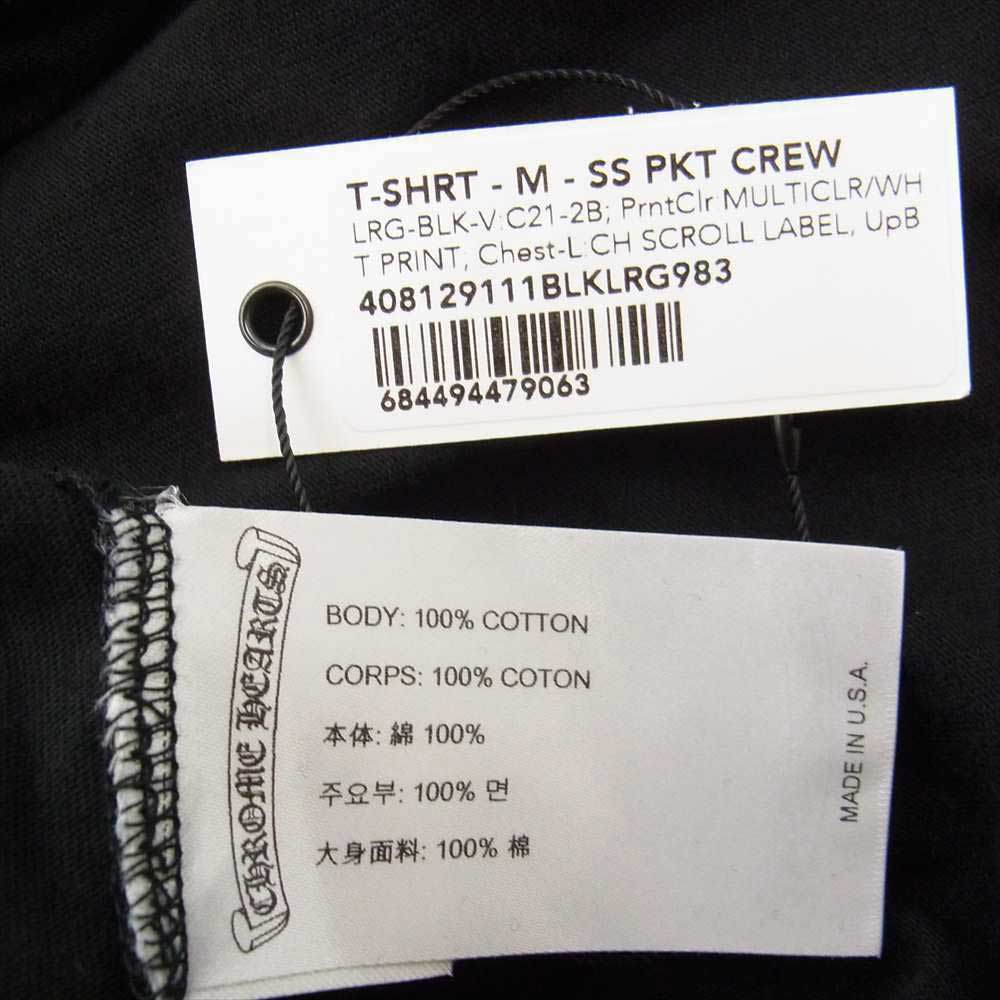 T-SHRT - M - SS PKT CREW
LRG-BLK-V:C21-2B; PrntClr:MULTICLR/WH
T PRINT, Chest-L:CH SCROLL LABEL, UpB
408129111BLKLRG983
684494479063
CHROME HEARTS
BODY: 100% COTTON
CORPS: 100% COTON
本体: 綿 100%
주요부: 100% 면
大身面料: 100% 棉
MADE IN U.S.A.